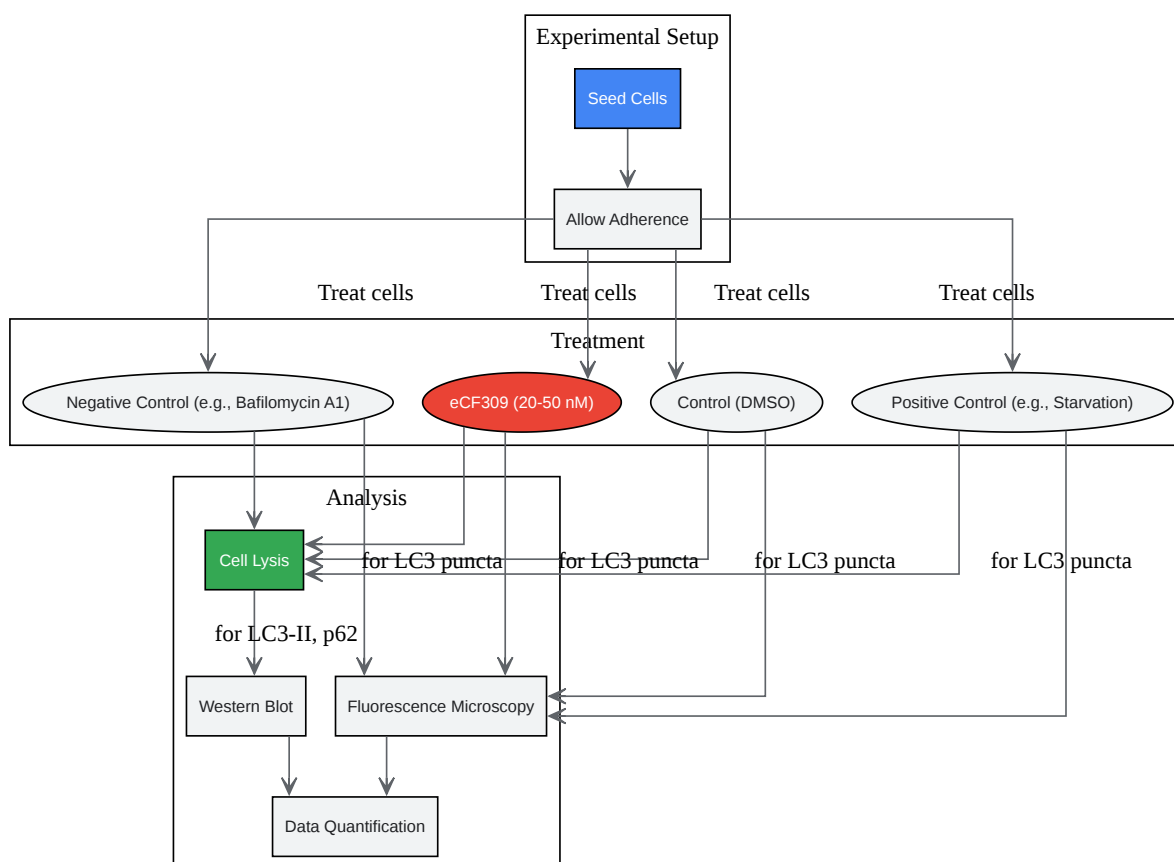 Experimental Setup
Seed Cells
Allow Adherence
Treat cells
Treat cells
Treat cells
Treat cells
Treatment
Negative Control (e.g., Bafilomycin A1)
eCF309 (20-50 nM)
Control (DMSO)
Positive Control (e.g., Starvation)
Analysis
Cell Lysis
for LC3 puncta
for LC3 puncta
for LC3 puncta
for LC3 puncta
for LC3-II, p62
Western Blot
Fluorescence Microscopy
Data Quantification